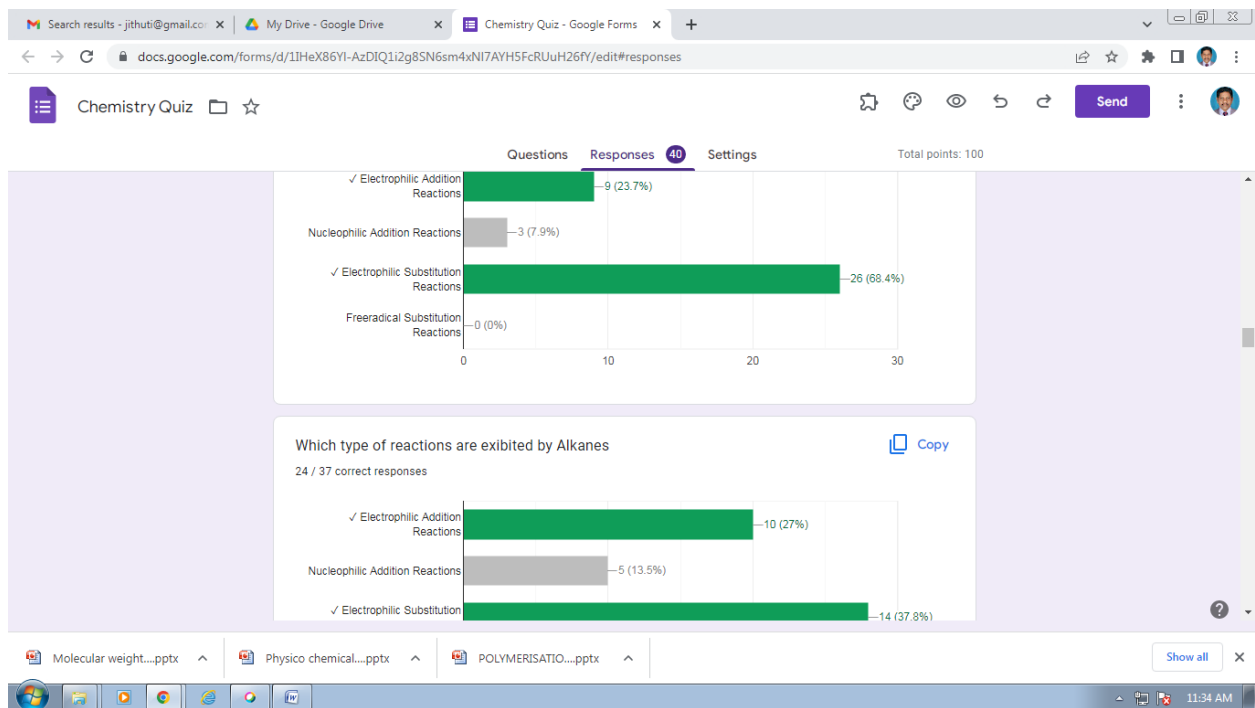 Search results - jithuti@gmail.cor
My Drive - Google Drive
Chemistry Quiz - Google Forms
docs.google.com/forms/d/1IHeX86YI-AzDIQ1i2g8SN6sm4xNI7AYH5FcRUuH26fY/edit#responses
Chemistry Quiz
Send
Questions Responses 40 Settings Total points: 100
✓ Electrophilic Addition
Reactions
9 (23.7%)
Nucleophilic Addition Reactions
3 (7.9%)
✓ Electrophilic Substitution
Reactions
26 (68.4%)
Freeradical Substitution
Reactions
0 (0%)
0 10 20 30
Which type of reactions are exibited by Alkanes
Copy
24 / 37 correct responses
✓ Electrophilic Addition
Reactions
10 (27%)
Nucleophilic Addition Reactions
5 (13.5%)
✓ Electrophilic Substitution
14 (37.8%)
Molecular weight....pptx
Physico chemical....pptx
POLYMERISATIO....pptx
Show all
11:34 AM